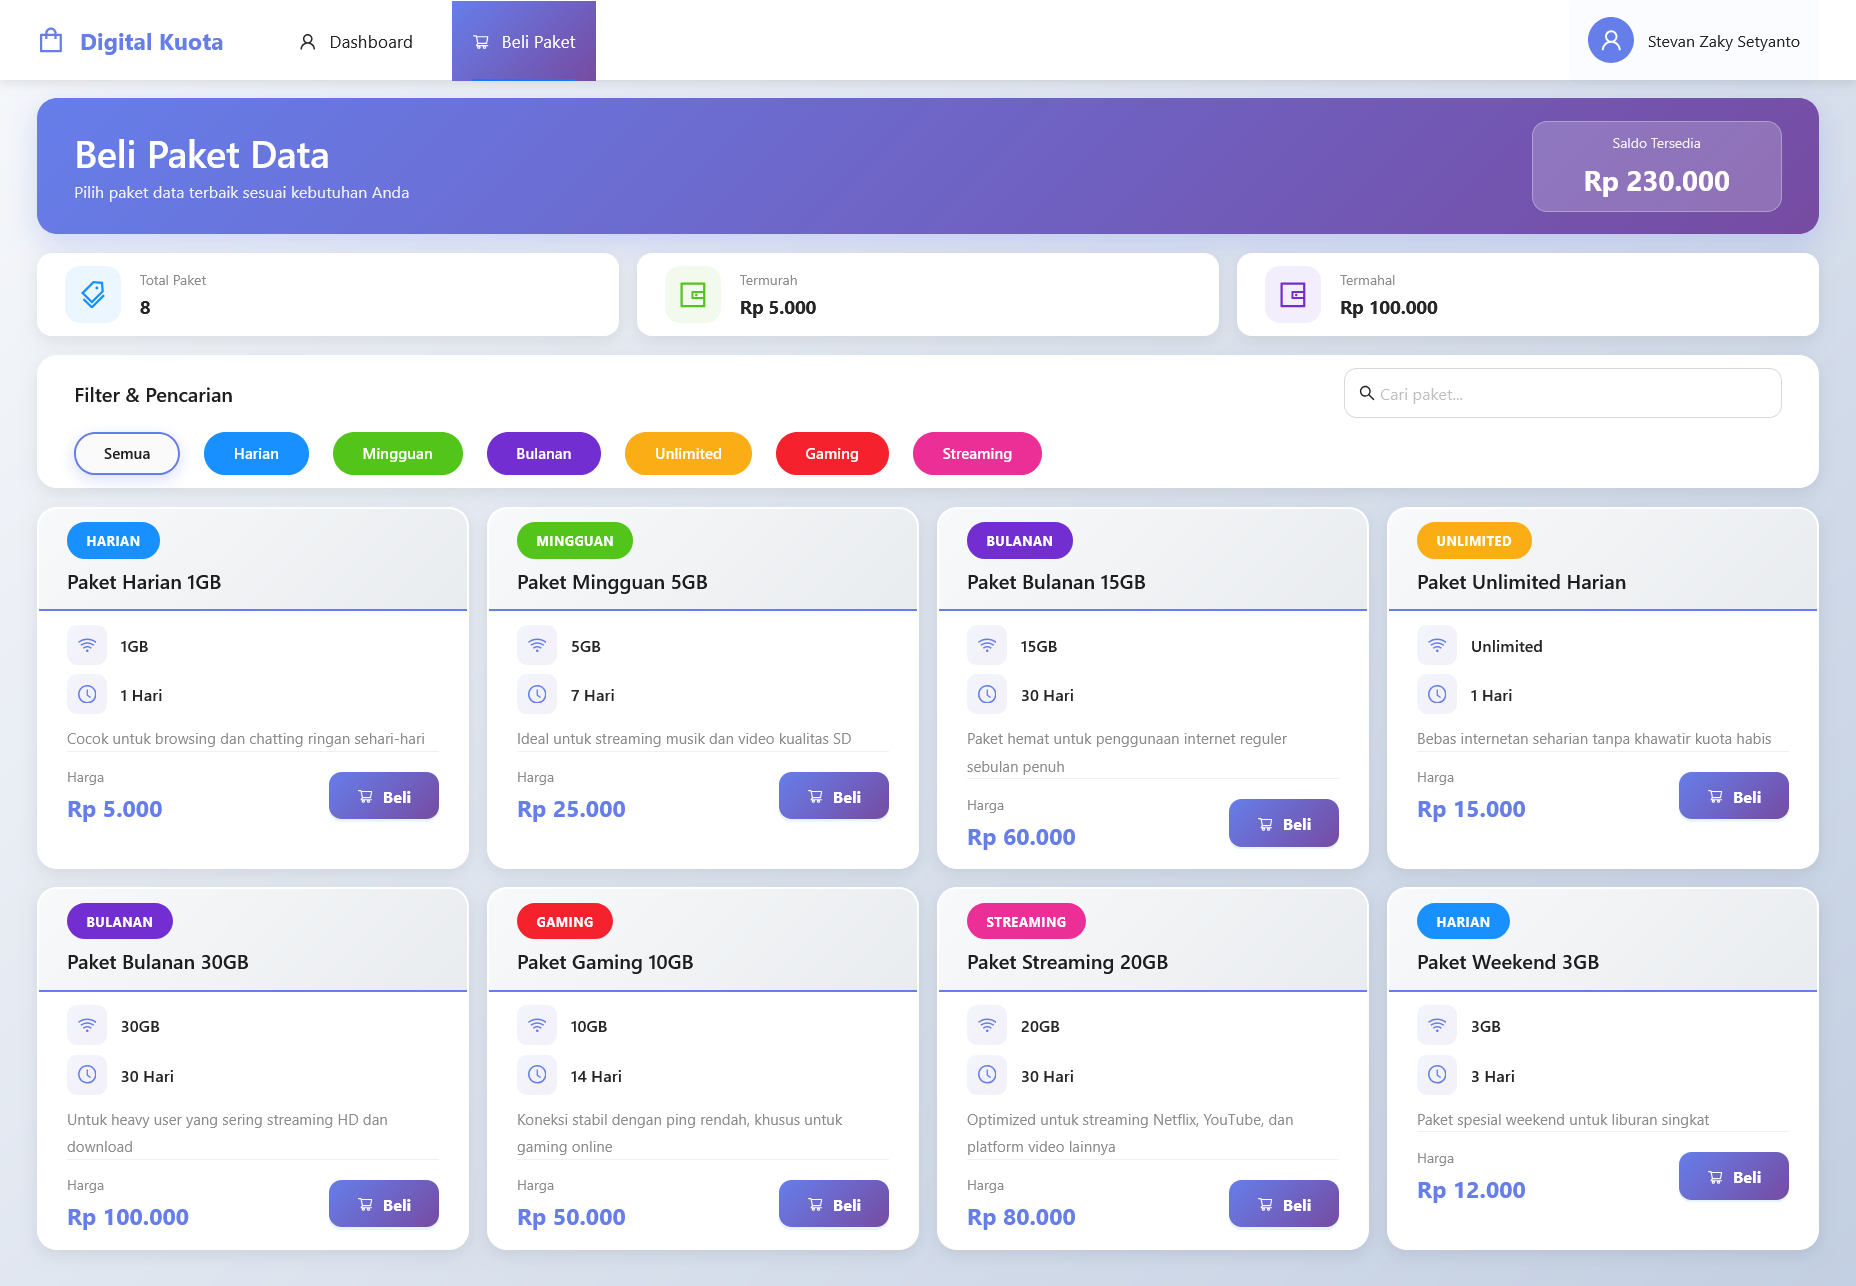 Digital Kuota
Dashboard
Beli Paket
Stevan Zaky Setyanto
Beli Paket Data
Pilih paket data terbaik sesuai kebutuhan Anda
Saldo Tersedia
Rp 230.000
Total Paket
8
Termurah
Rp 5.000
Termahal
Rp 100.000
Filter & Pencarian
Cari paket...
Semua
Harian
Mingguan
Bulanan
Unlimited
Gaming
Streaming
HARIAN
Paket Harian 1GB
1GB
1 Hari
Cocok untuk browsing dan chatting ringan sehari-hari
Harga
Rp 5.000
Beli
MINGGUAN
Paket Mingguan 5GB
5GB
7 Hari
Ideal untuk streaming musik dan video kualitas SD
Harga
Rp 25.000
Beli
BULANAN
Paket Bulanan 15GB
15GB
30 Hari
Paket hemat untuk penggunaan internet reguler
sebulan penuh
Harga
Rp 60.000
Beli
UNLIMITED
Paket Unlimited Harian
Unlimited
1 Hari
Bebas internetan seharian tanpa khawatir kuota habis
Harga
Rp 15.000
Beli
BULANAN
Paket Bulanan 30GB
30GB
30 Hari
Untuk heavy user yang sering streaming HD dan
download
Harga
Rp 100.000
Beli
GAMING
Paket Gaming 10GB
10GB
14 Hari
Koneksi stabil dengan ping rendah, khusus untuk
gaming online
Harga
Rp 50.000
Beli
STREAMING
Paket Streaming 20GB
20GB
30 Hari
Optimized untuk streaming Netflix, YouTube, dan
platform video lainnya
Harga
Rp 80.000
Beli
HARIAN
Paket Weekend 3GB
3GB
3 Hari
Paket spesial weekend untuk liburan singkat
Harga
Rp 12.000
Beli